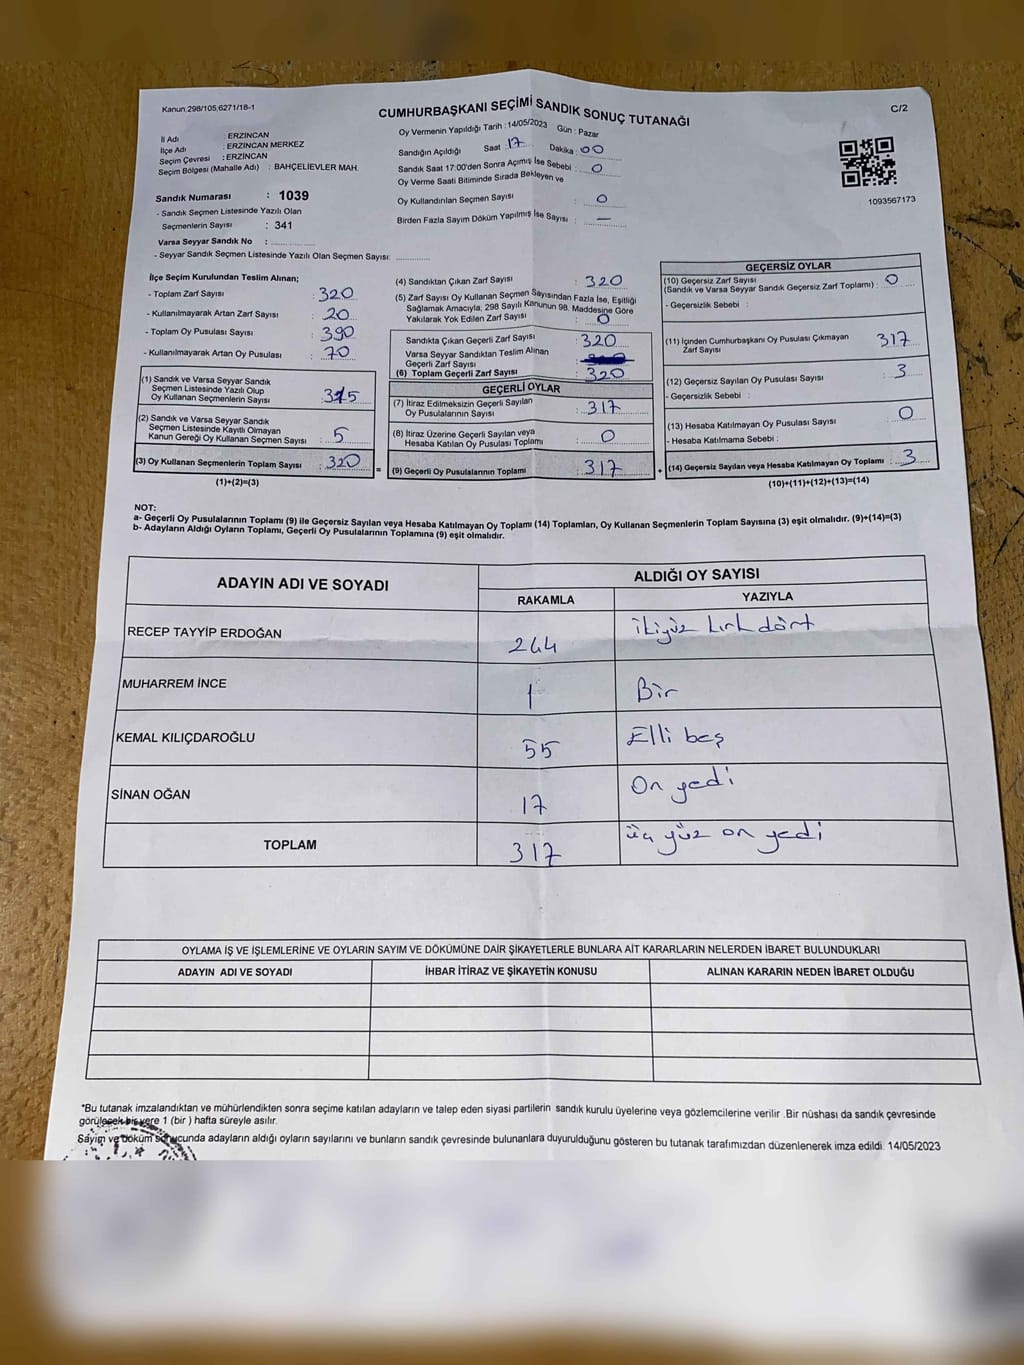 Kanun.298/105,6271/18-1
CUMHURBAŞKANI SEÇİMİ SANDIK SONUÇ TUTANAĞI
C/2
İl Adı : ERZİNCAN
İlçe Adı : ERZİNCAN MERKEZ
Seçim Çevresi : ERZİNCAN
Seçim Bölgesi (Mahalle Adı) : BAHÇELİEVLER MAH.
Sandık Numarası : 1039
- Sandık Seçmen Listesinde Yazılı Olan
Seçmenlerin Sayısı : 341
Varsa Seyyar Sandık No :
- Seyyar Sandık Seçmen Listesinde Yazılı Olan Seçmen Sayısı:
Oy Vermenin Yapıldığı Tarih : 14/05/2023 Gün : Pazar
Sandığın Açıldığı Saat : 17 Dakika : 00
Sandık Saat 17:00'den Sonra Açımış İse Sebebi : 0
Oy Verme Saati Bitiminde Sırada Bekleyen ve
Oy Kullandırılan Seçmen Sayısı : 0
Birden Fazla Sayım Döküm Yapılmış İse Sayısı : —
1093567173
İlçe Seçim Kurulundan Teslim Alınan;
- Toplam Zarf Sayısı : 320
- Kullanılmayarak Artan Zarf Sayısı : 20
- Toplam Oy Pusulası Sayısı : 390
- Kullanılmayarak Artan Oy Pusulası : 70
(1) Sandık ve Varsa Seyyar Sandık
Seçmen Listesinde Yazılı Olup
Oy Kullanan Seçmenlerin Sayısı : 315
(2) Sandık ve Varsa Seyyar Sandık
Seçmen Listesinde Kayıtlı Olmayan
Kanun Gereği Oy Kullanan Seçmen Sayısı : 5
(3) Oy Kullanan Seçmenlerin Toplam Sayısı : 320
(1)+(2)=(3)
(4) Sandıktan Çıkan Zarf Sayısı : 320
(5) Zarf Sayısı Oy Kullanan Seçmen Sayısından Fazla İse, Eşitliği
Sağlamak Amacıyla, 298 Sayılı Kanunun 98. Maddesine Göre
Yakılarak Yok Edilen Zarf Sayısı : 0
Sandıkta Çıkan Geçerli Zarf Sayısı : 320
Varsa Seyyar Sandıktan Teslim Alınan
Geçerli Zarf Sayısı :
(6) Toplam Geçerli Zarf Sayısı : 320
GEÇERLİ OYLAR
(7) İtiraz Edilmeksizin Geçerli Sayılan
Oy Pusulalarının Sayısı : 317
(8) İtiraz Üzerine Geçerli Sayılan veya
Hesaba Katılan Oy Pusulası Toplamı : 0
= (9) Geçerli Oy Pusulalarının Toplamı : 317
GEÇERSİZ OYLAR
(10) Geçersiz Zarf Sayısı
(Sandık ve Varsa Seyyar Sandık Geçersiz Zarf Toplamı) : 0
- Geçersizlik Sebebi :
(11) İçinden Cumhurbaşkanı Oy Pusulası Çıkmayan
Zarf Sayısı : 317
(12) Geçersiz Sayılan Oy Pusulası Sayısı : 3
- Geçersizlik Sebebi :
(13) Hesaba Katılmayan Oy Pusulası Sayısı : 0
- Hesaba Katılmama Sebebi :
+ (14) Geçersiz Sayılan veya Hesaba Katılmayan Oy Toplamı : 3
(10)+(11)+(12)+(13)=(14)
NOT:
a- Geçerli Oy Pusulalarının Toplamı (9) ile Geçersiz Sayılan veya Hesaba Katılmayan Oy Toplamı (14) Toplamları, Oy Kullanan Seçmenlerin Toplam Sayısına (3) eşit olmalıdır. (9)+(14)=(3)
b- Adayların Aldığı Oyların Toplamı, Geçerli Oy Pusulalarının Toplamına (9) eşit olmalıdır.
ADAYIN ADI VE SOYADI ALDIĞI OY SAYISI
RAKAMLA YAZIYLA
RECEP TAYYİP ERDOĞAN 244 ikiyüz kırk dört
MUHARREM İNCE 1 Bir
KEMAL KILIÇDAROĞLU 55 Elli beş
SİNAN OĞAN 17 On yedi
TOPLAM 317 üç yüz on yedi
OYLAMA İŞ VE İŞLEMLERİNE VE OYLARIN SAYIM VE DÖKÜMÜNE DAİR ŞİKAYETLERLE BUNLARA AİT KARARLARIN NELERDEN İBARET BULUNDUKLARI
ADAYIN ADI VE SOYADI İHBAR İTİRAZ VE ŞİKAYETİN KONUSU ALINAN KARARIN NEDEN İBARET OLDUĞU
*Bu tutanak imzalandıktan ve mühürlendikten sonra seçime katılan adayların ve talep eden siyasi partilerin sandık kurulu üyelerine veya gözlemcilerine verilir .Bir nüshası da sandık çevresinde
görülecek bir yere 1 (bir ) hafta süreyle asılır.
Sayım ve döküm sonucunda adayların aldığı oyların sayılarını ve bunların sandık çevresinde bulunanlara duyurulduğunu gösteren bu tutanak tarafımızdan düzenlenerek imza edildi. 14/05/2023